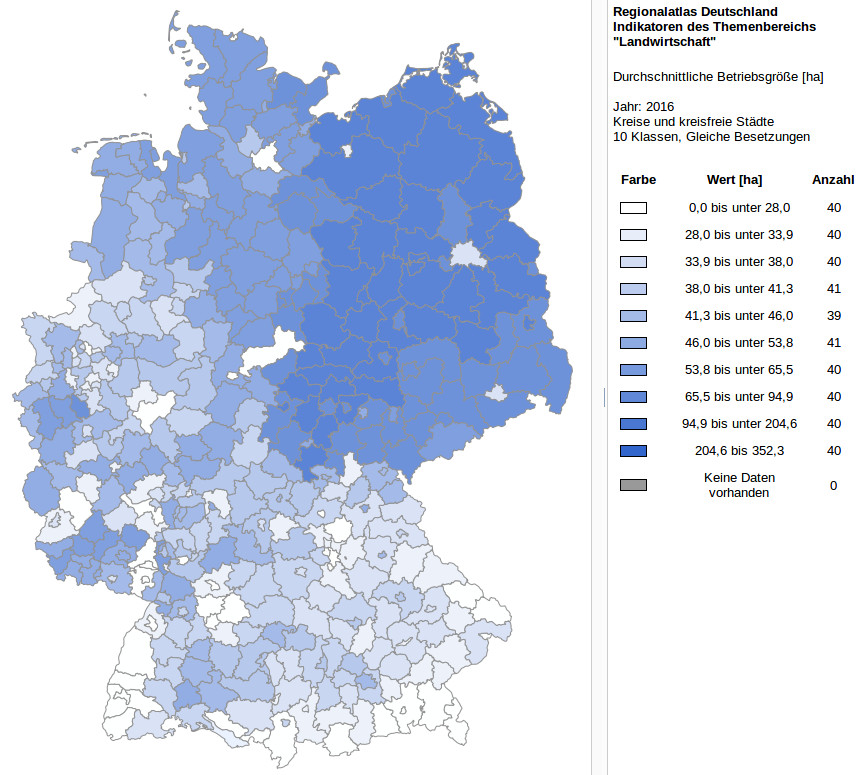 Regionalatlas Deutschland
Indikatoren des Themenbereichs
"Landwirtschaft"
Durchschnittliche Betriebsgröße [ha]
Jahr: 2016
Kreise und kreisfreie Städte
10 Klassen, Gleiche Besetzungen
Farbe Wert [ha] Anzahl
0,0 bis unter 28,0 40
28,0 bis unter 33,9 40
33,9 bis unter 38,0 40
38,0 bis unter 41,3 41
41,3 bis unter 46,0 39
46,0 bis unter 53,8 41
53,8 bis unter 65,5 40
65,5 bis unter 94,9 40
94,9 bis unter 204,6 40
204,6 bis 352,3 40
Keine Daten
vorhanden 0